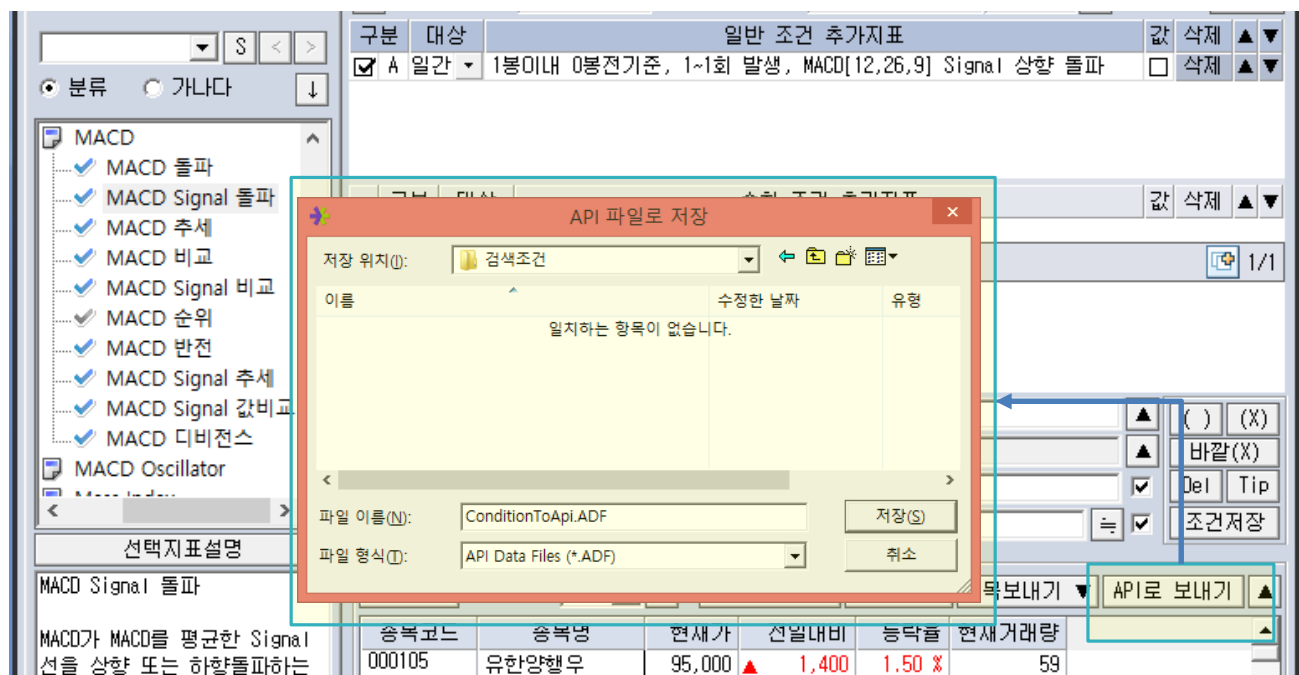 구분 대상 일반 조건 추가지표 값 삭제 ▲ ▼
S < >
☑ A 일간 1봉이내 0봉전기준, 1~1회 발생, MACD[12,26,9] Signal 상향 돌파 □ 삭제 ▲ ▼
분류 가나다 ↓
MACD
MACD 돌파
MACD Signal 돌파
MACD 추세
MACD 비교
MACD Signal 비교
MACD 순위
MACD 반전
MACD Signal 추세
MACD Signal 값비교
MACD 디비전스
MACD Oscillator
선택지표설명
MACD Signal 돌파
MACD가 MACD를 평균한 Signal
선을 상향 또는 하향돌파하는
값 삭제 ▲ ▼
1/1
API 파일로 저장
저장 위치(I): 검색조건
이름 수정한 날짜 유형
일치하는 항목이 없습니다.
파일 이름(N): ConditionToApi.ADF 저장(S)
파일 형식(T): API Data Files (*.ADF) 취소
▲ ( ) (X)
▲ 바깥(X)
Del Tip
≒ 조건저장
목보내기 ▼ API로 보내기 ▲
종목코드 종목명 현재가 전일대비 등락율 현재거래량
000105 유한양행우 95,000 ▲ 1,400 1.50 % 59